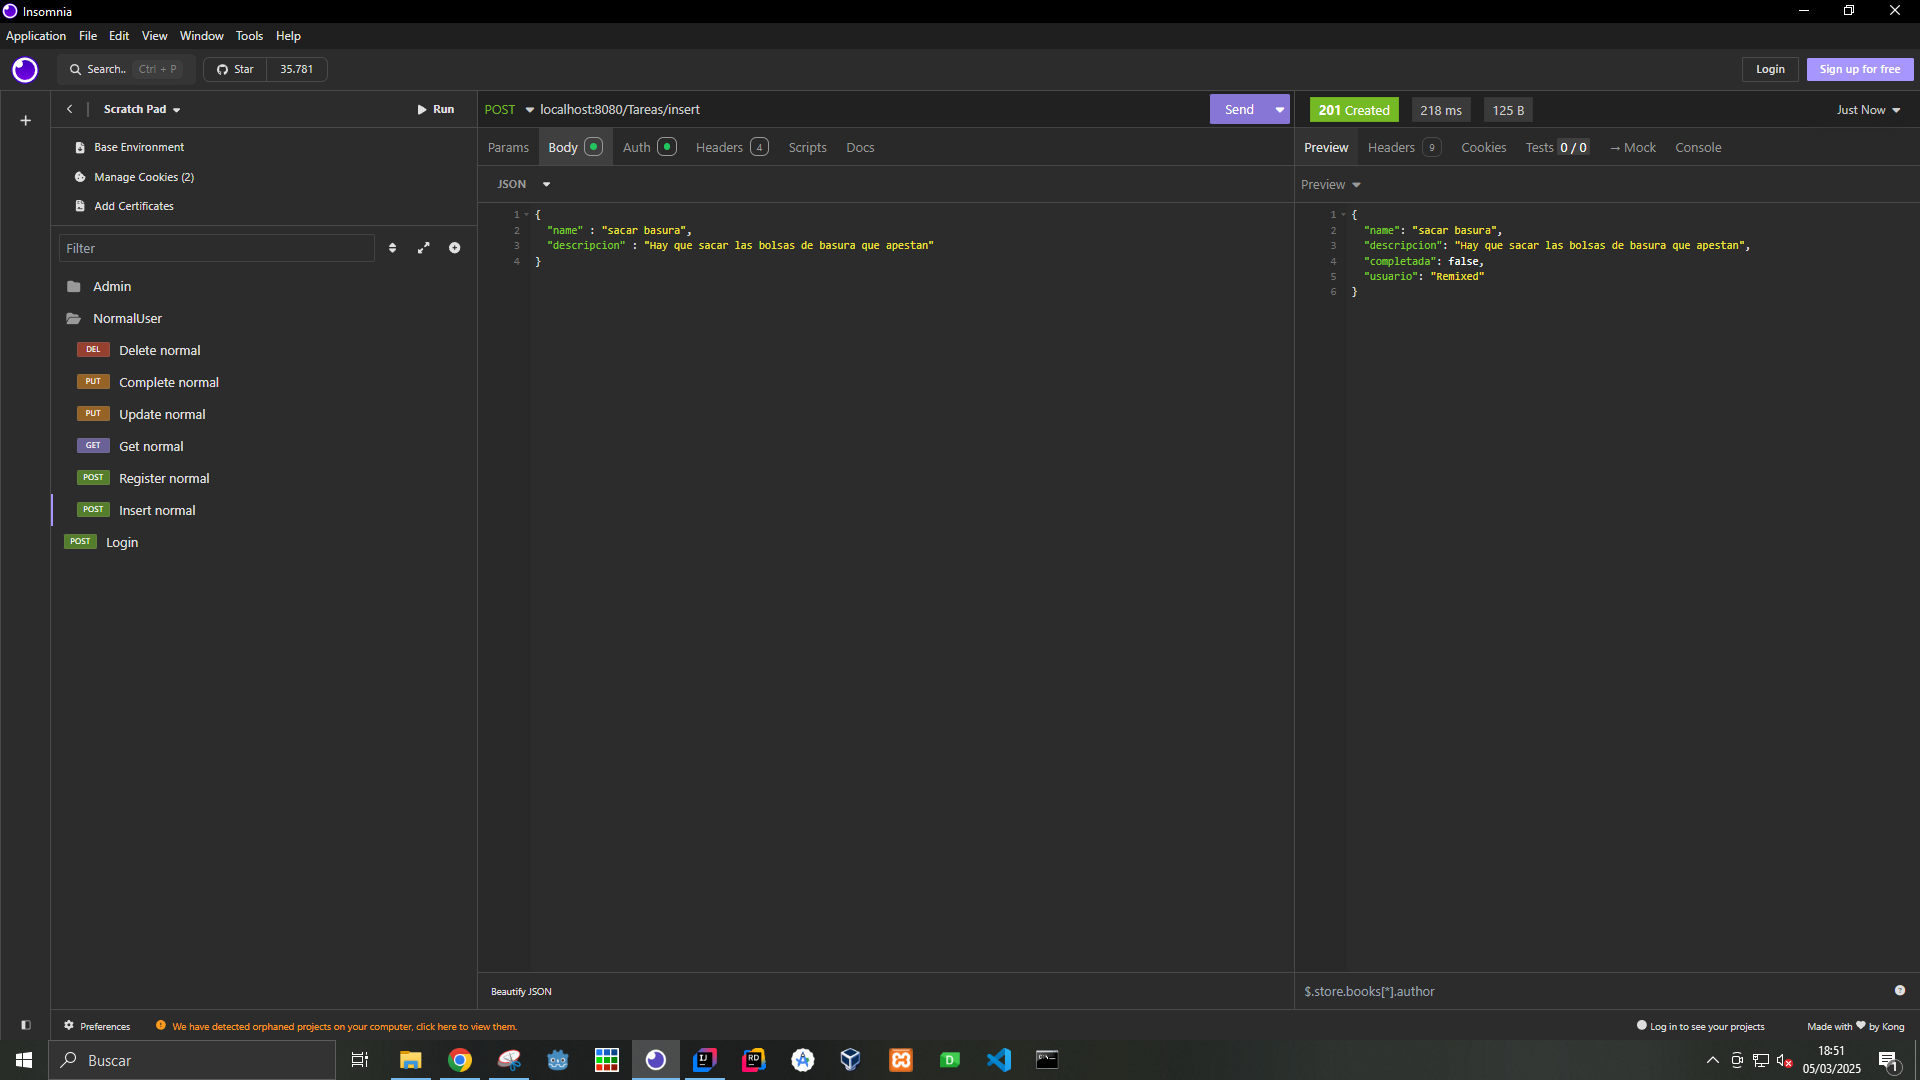 Insomnia
Application File Edit View Window Tools Help
Search.. Ctrl + P Star 35.781 Login Sign up for free
Scratch Pad Run
Base Environment
Manage Cookies (2)
Add Certificates
Filter
Admin
NormalUser
DEL Delete normal
PUT Complete normal
PUT Update normal
GET Get normal
POST Register normal
POST Insert normal
POST Login
POST localhost:8080/Tareas/insert Send
Params Body Auth Headers 4 Scripts Docs
JSON
1 {
2 "name" : "sacar basura",
3 "descripcion" : "Hay que sacar las bolsas de basura que apestan"
4 }
Beautify JSON
201 Created 218 ms 125 B Just Now
Preview Headers 9 Cookies Tests 0 / 0 → Mock Console
Preview
1 {
2 "name": "sacar basura",
3 "descripcion": "Hay que sacar las bolsas de basura que apestan",
4 "completada": false,
5 "usuario": "Remixed"
6 }
$.store.books[*].author
Preferences We have detected orphaned projects on your computer, click here to view them. Log in to see your projects Made with by Kong
Buscar
IJ
RD
D
18:51
05/03/2025
1